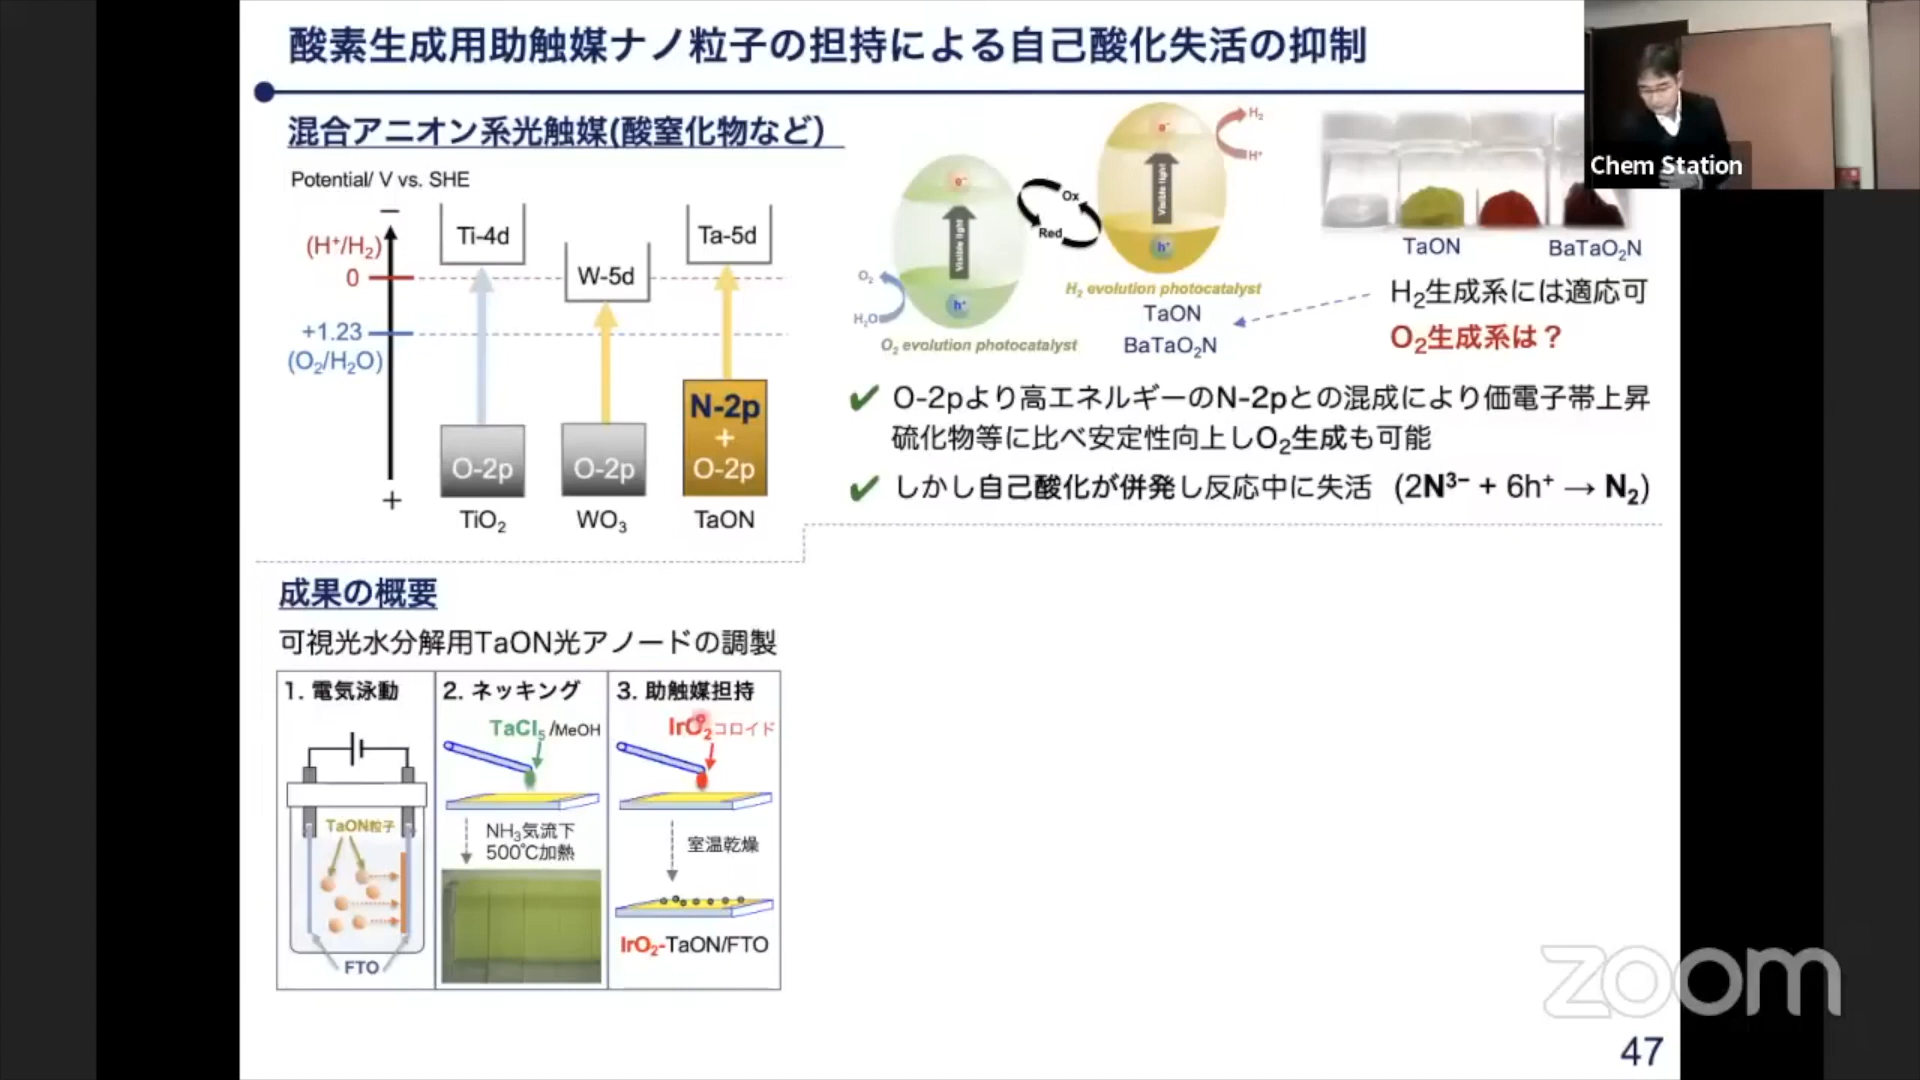 酸素生成用助触媒ナノ粒子の担持による自己酸化失活の抑制
Chem Station
混合アニオン系光触媒(酸窒化物など)
Potential/ V vs. SHE
−
(H⁺/H₂)
0
+1.23
(O₂/H₂O)
+
Ti-4d
W-5d
Ta-5d
O-2p
O-2p
N-2p
+
O-2p
TiO₂
WO₃
TaON
e⁻
Visible light
h⁺
O₂
H₂O
O₂ evolution photocatalyst
Ox
Red
e⁻
Visible light
h⁺
H₂
H⁺
H₂ evolution photocatalyst
TaON
BaTaO₂N
TaON
BaTaO₂N
H₂生成系には適応可
O₂生成系は？
✔ O-2pより高エネルギーのN-2pとの混成により価電子帯上昇
硫化物等に比べ安定性向上しO₂生成も可能
✔ しかし自己酸化が併発し反応中に失活 (2N³⁻ + 6h⁺ → N₂)
成果の概要
可視光水分解用TaON光アノードの調製
1. 電気泳動
TaON粒子
FTO
2. ネッキング
TaCl₅/MeOH
NH₃気流下
500℃加熱
3. 助触媒担持
IrO₂コロイド
室温乾燥
IrO₂-TaON/FTO
zoom
47